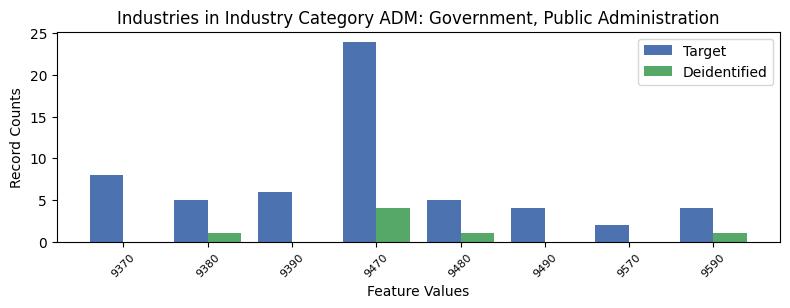 Industries in Industry Category ADM: Government, Public Administration
Record Counts
25
20
15
10
5
0
Target
Deidentified
9370 9380 9390 9470 9480 9490 9570 9590
Feature Values